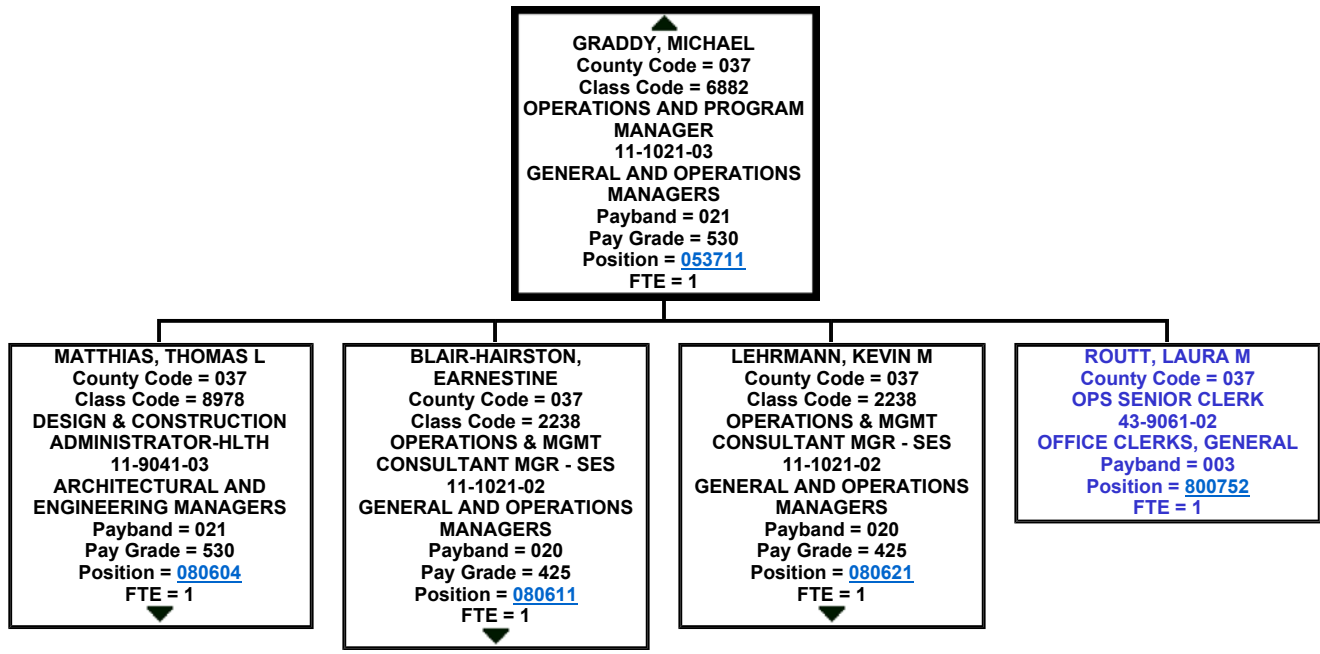 GRADDY, MICHAEL
County Code = 037
Class Code = 6882
OPERATIONS AND PROGRAM
MANAGER
11-1021-03
GENERAL AND OPERATIONS
MANAGERS
Payband = 021
Pay Grade = 530
Position = 053711
FTE = 1
MATTHIAS, THOMAS L
County Code = 037
Class Code = 8978
DESIGN & CONSTRUCTION
ADMINISTRATOR-HLTH
11-9041-03
ARCHITECTURAL AND
ENGINEERING MANAGERS
Payband = 021
Pay Grade = 530
Position = 080604
FTE = 1
BLAIR-HAIRSTON,
EARNESTINE
County Code = 037
Class Code = 2238
OPERATIONS & MGMT
CONSULTANT MGR - SES
11-1021-02
GENERAL AND OPERATIONS
MANAGERS
Payband = 020
Pay Grade = 425
Position = 080611
FTE = 1
LEHRMANN, KEVIN M
County Code = 037
Class Code = 2238
OPERATIONS & MGMT
CONSULTANT MGR - SES
11-1021-02
GENERAL AND OPERATIONS
MANAGERS
Payband = 020
Pay Grade = 425
Position = 080621
FTE = 1
ROUTT, LAURA M
County Code = 037
OPS SENIOR CLERK
43-9061-02
OFFICE CLERKS, GENERAL
Payband = 003
Position = 800752
FTE = 1